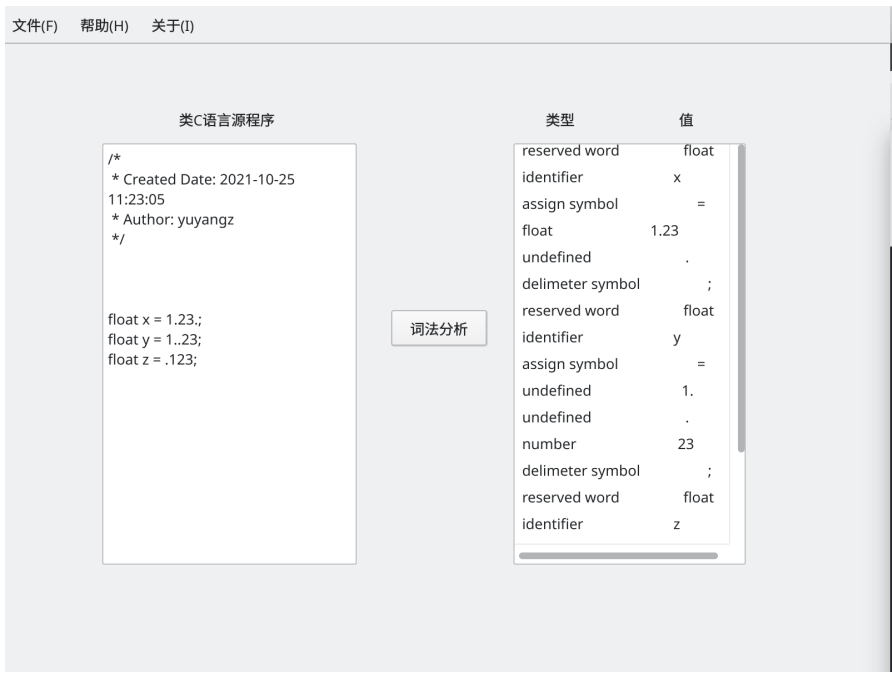 文件(F) 帮助(H) 关于(I)
类C语言源程序
/*
* Created Date: 2021-10-25
11:23:05
* Author: yuyangz
*/
float x = 1.23.;
float y = 1..23;
float z = .123;
词法分析
类型 值
reserved word float
identifier x
assign symbol =
float 1.23
undefined .
delimeter symbol ;
reserved word float
identifier y
assign symbol =
undefined 1.
undefined .
number 23
delimeter symbol ;
reserved word float
identifier z